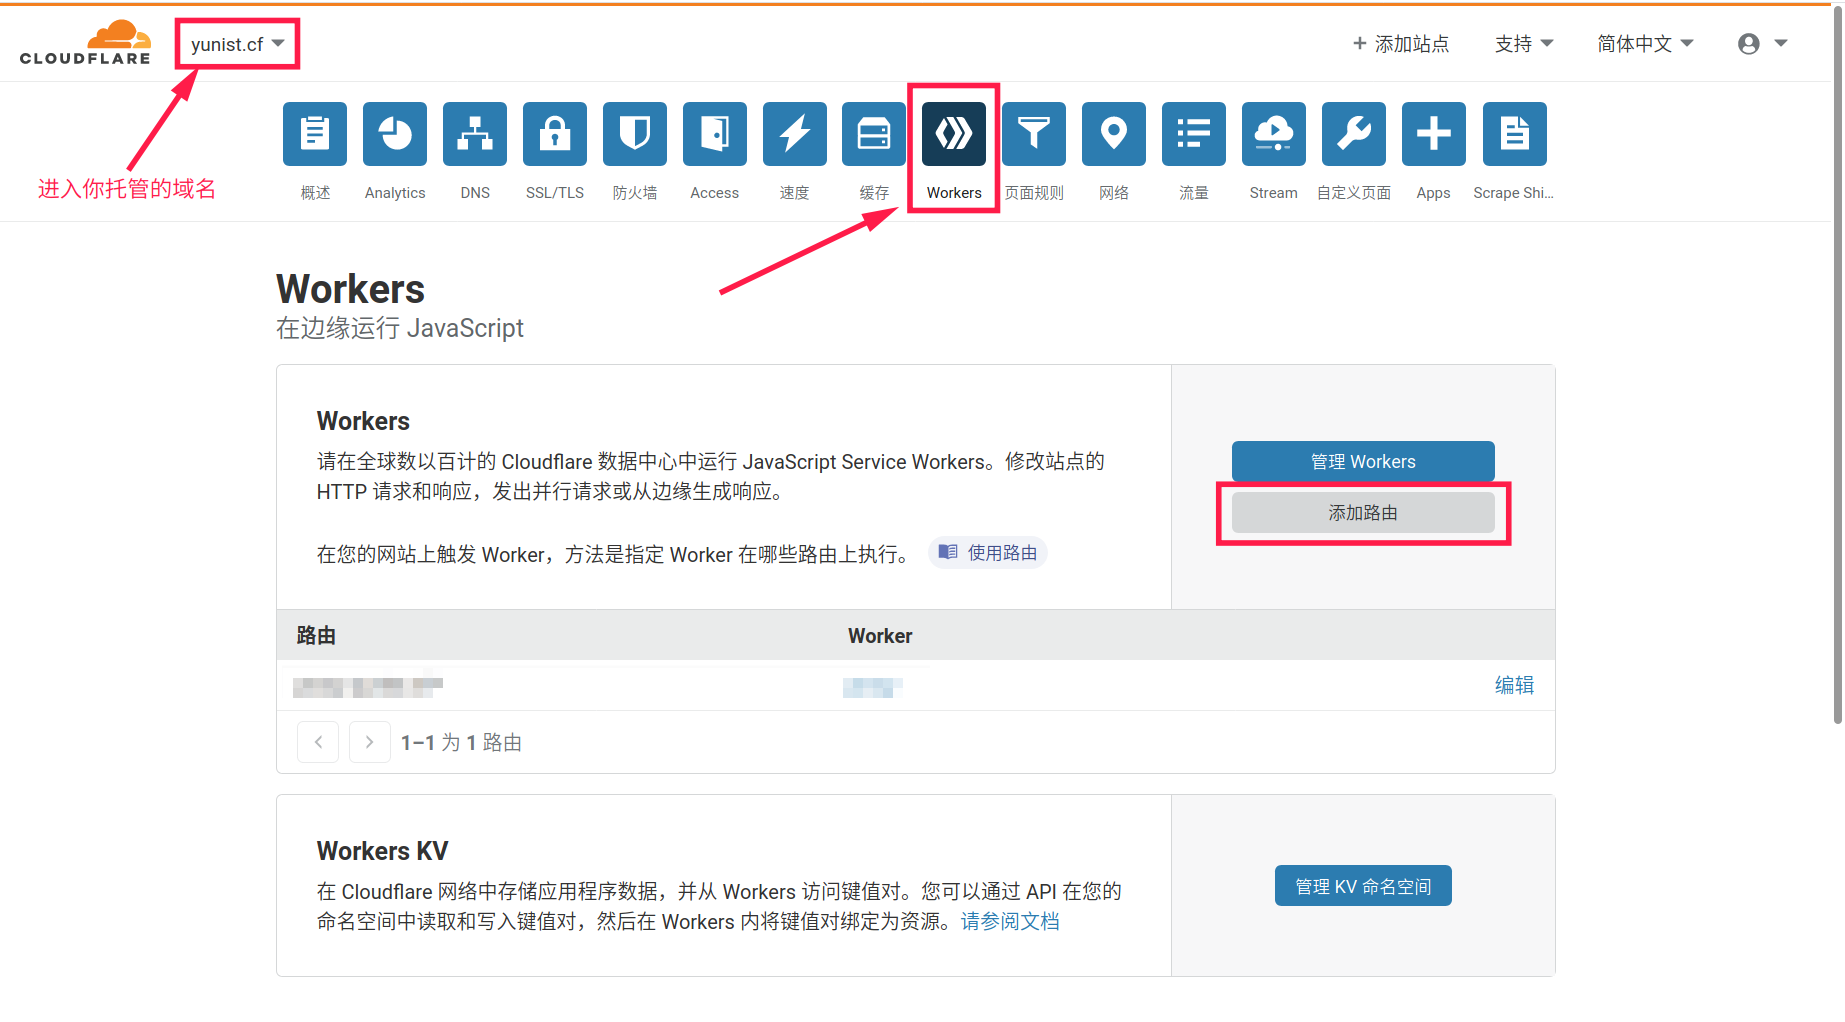 CLOUDFLARE
yunist.cf
添加站点
支持
简体中文
进入你托管的域名
概述
Analytics
DNS
SSL/TLS
防火墙
Access
速度
缓存
Workers
页面规则
网络
流量
Stream
自定义页面
Apps
Scrape Shi...
Workers
在边缘运行 JavaScript
Workers
请在全球数以百计的 Cloudflare 数据中心中运行 JavaScript Service Workers。修改站点的
HTTP 请求和响应，发出并行请求或从边缘生成响应。
在您的网站上触发 Worker，方法是指定 Worker 在哪些路由上执行。 使用路由
管理 Workers
添加路由
路由 Worker
编辑
1–1 为 1 路由
Workers KV
在 Cloudflare 网络中存储应用程序数据，并从 Workers 访问键值对。您可以通过 API 在您的
命名空间中读取和写入键值对，然后在 Workers 内将键值对绑定为资源。请参阅文档
管理 KV 命名空间